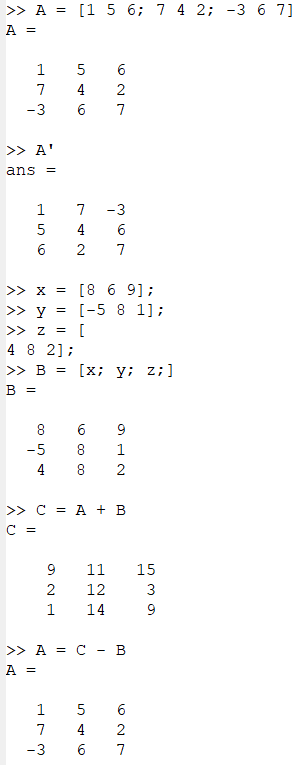 >> A = [1 5 6; 7 4 2; -3 6 7]
A =
1 5 6
7 4 2
-3 6 7
>> A'
ans =
1 7 -3
5 4 6
6 2 7
>> x = [8 6 9];
>> y = [-5 8 1];
>> z = [
4 8 2];
>> B = [x; y; z;]
B =
8 6 9
-5 8 1
4 8 2
>> C = A + B
C =
9 11 15
2 12 3
1 14 9
>> A = C - B
A =
1 5 6
7 4 2
-3 6 7